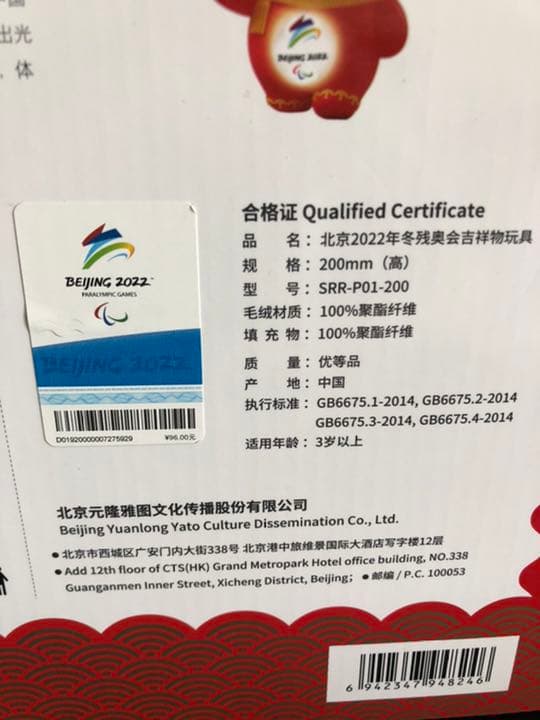 出光
，体
BEIJING 2022
合格证 Qualified Certificate
品 名：北京2022年冬残奥会吉祥物玩具
规 格：200mm（高）
型 号：SRR-P01-200
毛绒材质：100%聚酯纤维
填 充 物：100%聚酯纤维
质 量：优等品
产 地：中国
执行标准：GB6675.1-2014, GB6675.2-2014
GB6675.3-2014, GB6675.4-2014
适用年龄：3岁以上
BEIJING 2022™
PARALYMPIC GAMES
BEIJING 2022
D01920000007275929 ¥96.00元
北京元隆雅图文化传播股份有限公司
Beijing Yuanlong Yato Culture Dissemination Co., Ltd.
●北京市西城区广安门内大街338号 北京港中旅维景国际大酒店写字楼12层
●Add 12th floor of CTS(HK) Grand Metropark Hotel office building, NO.338
Guanganmen Inner Street, Xicheng District, Beijing; ●邮编 / P.C. 100053
6 942347 948246